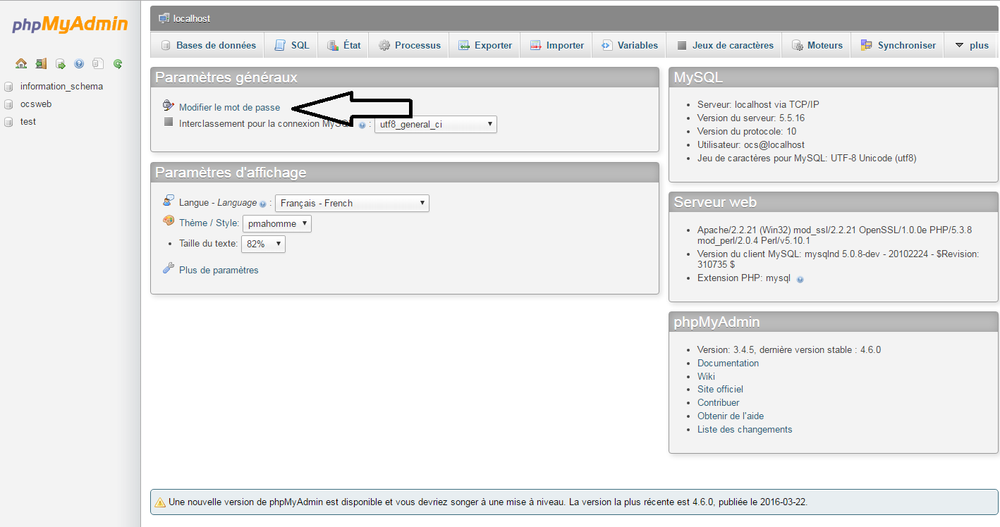 phpMyAdmin
information_schema
ocsweb
test
localhost
Bases de données SQL État Processus Exporter Importer Variables Jeux de caractères Moteurs Synchroniser plus
Paramètres généraux
Modifier le mot de passe
Interclassement pour la connexion : utf8_general_ci
Paramètres d'affichage
Langue - Language : Français - French
Thème / Style: pmahomme
Taille du texte: 82%
Plus de paramètres
MySQL
Serveur: localhost via TCP/IP
Version du serveur: 5.5.16
Version du protocole: 10
Utilisateur: ocs@localhost
Jeu de caractères pour MySQL: UTF-8 Unicode (utf8)
Serveur web
Apache/2.2.21 (Win32) mod_ssl/2.2.21 OpenSSL/1.0.0e PHP/5.3.8
mod_perl/2.0.4 Perl/v5.10.1
Version du client MySQL: mysqlnd 5.0.8-dev - 20102224 - $Revision:
310735 $
Extension PHP: mysql
phpMyAdmin
Version: 3.4.5, dernière version stable : 4.6.0
Documentation
Wiki
Site officiel
Contribuer
Obtenir de l'aide
Liste des changements
Une nouvelle version de phpMyAdmin est disponible et vous devriez songer à une mise à niveau. La version la plus récente est 4.6.0, publiée le 2016-03-22.